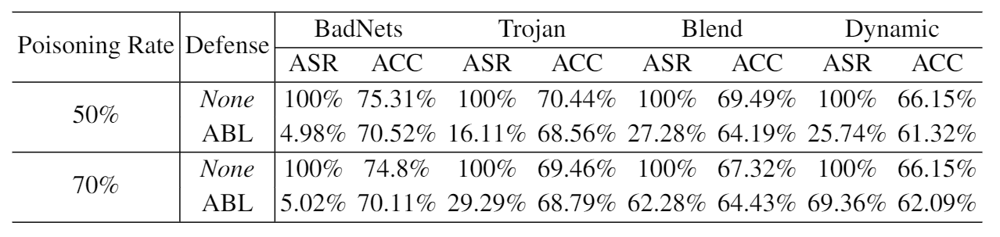 Poisoning Rate Defense BadNets Trojan Blend Dynamic
ASR ACC ASR ACC ASR ACC ASR ACC
50% None 100% 75.31% 100% 70.44% 100% 69.49% 100% 66.15%
ABL 4.98% 70.52% 16.11% 68.56% 27.28% 64.19% 25.74% 61.32%
70% None 100% 74.8% 100% 69.46% 100% 67.32% 100% 66.15%
ABL 5.02% 70.11% 29.29% 68.79% 62.28% 64.43% 69.36% 62.09%